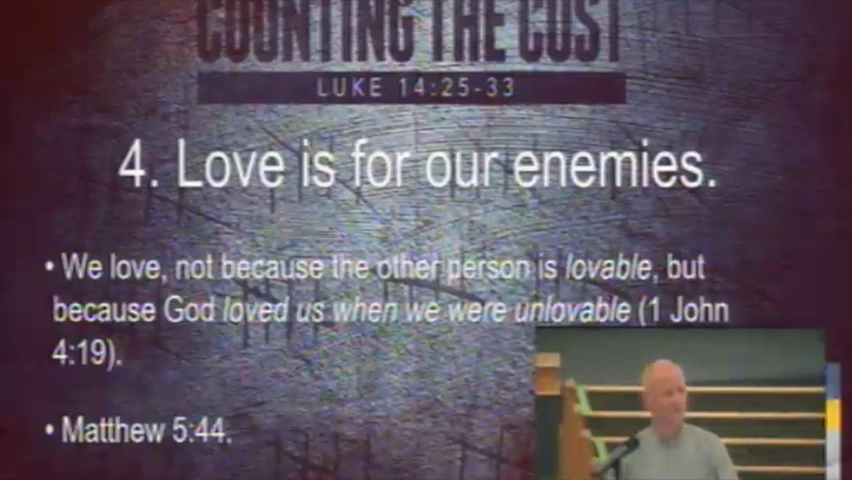 COUNTING THE COST
LUKE 14:25-33
4. Love is for our enemies.
• We love, not because the other person is lovable, but
because God loved us when we were unlovable (1 John
4:19).
• Matthew 5:44.